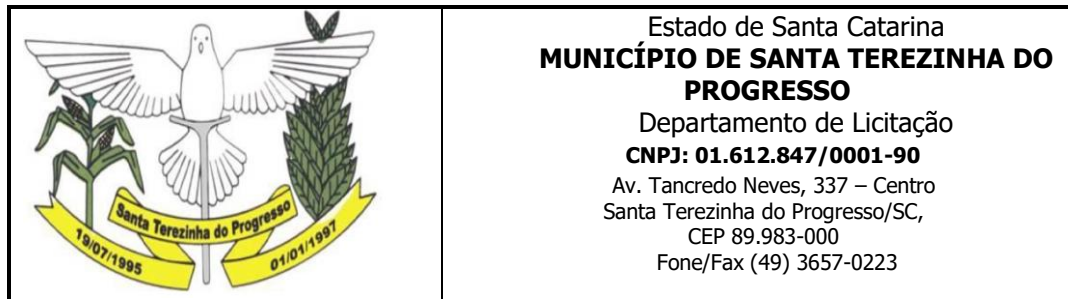 Santa Terezinha do Progresso
19/07/1995
01/01/1997
Estado de Santa Catarina
MUNICÍPIO DE SANTA TEREZINHA DO
PROGRESSO
Departamento de Licitação
CNPJ: 01.612.847/0001-90
Av. Tancredo Neves, 337 – Centro
Santa Terezinha do Progresso/SC,
CEP 89.983-000
Fone/Fax (49) 3657-0223